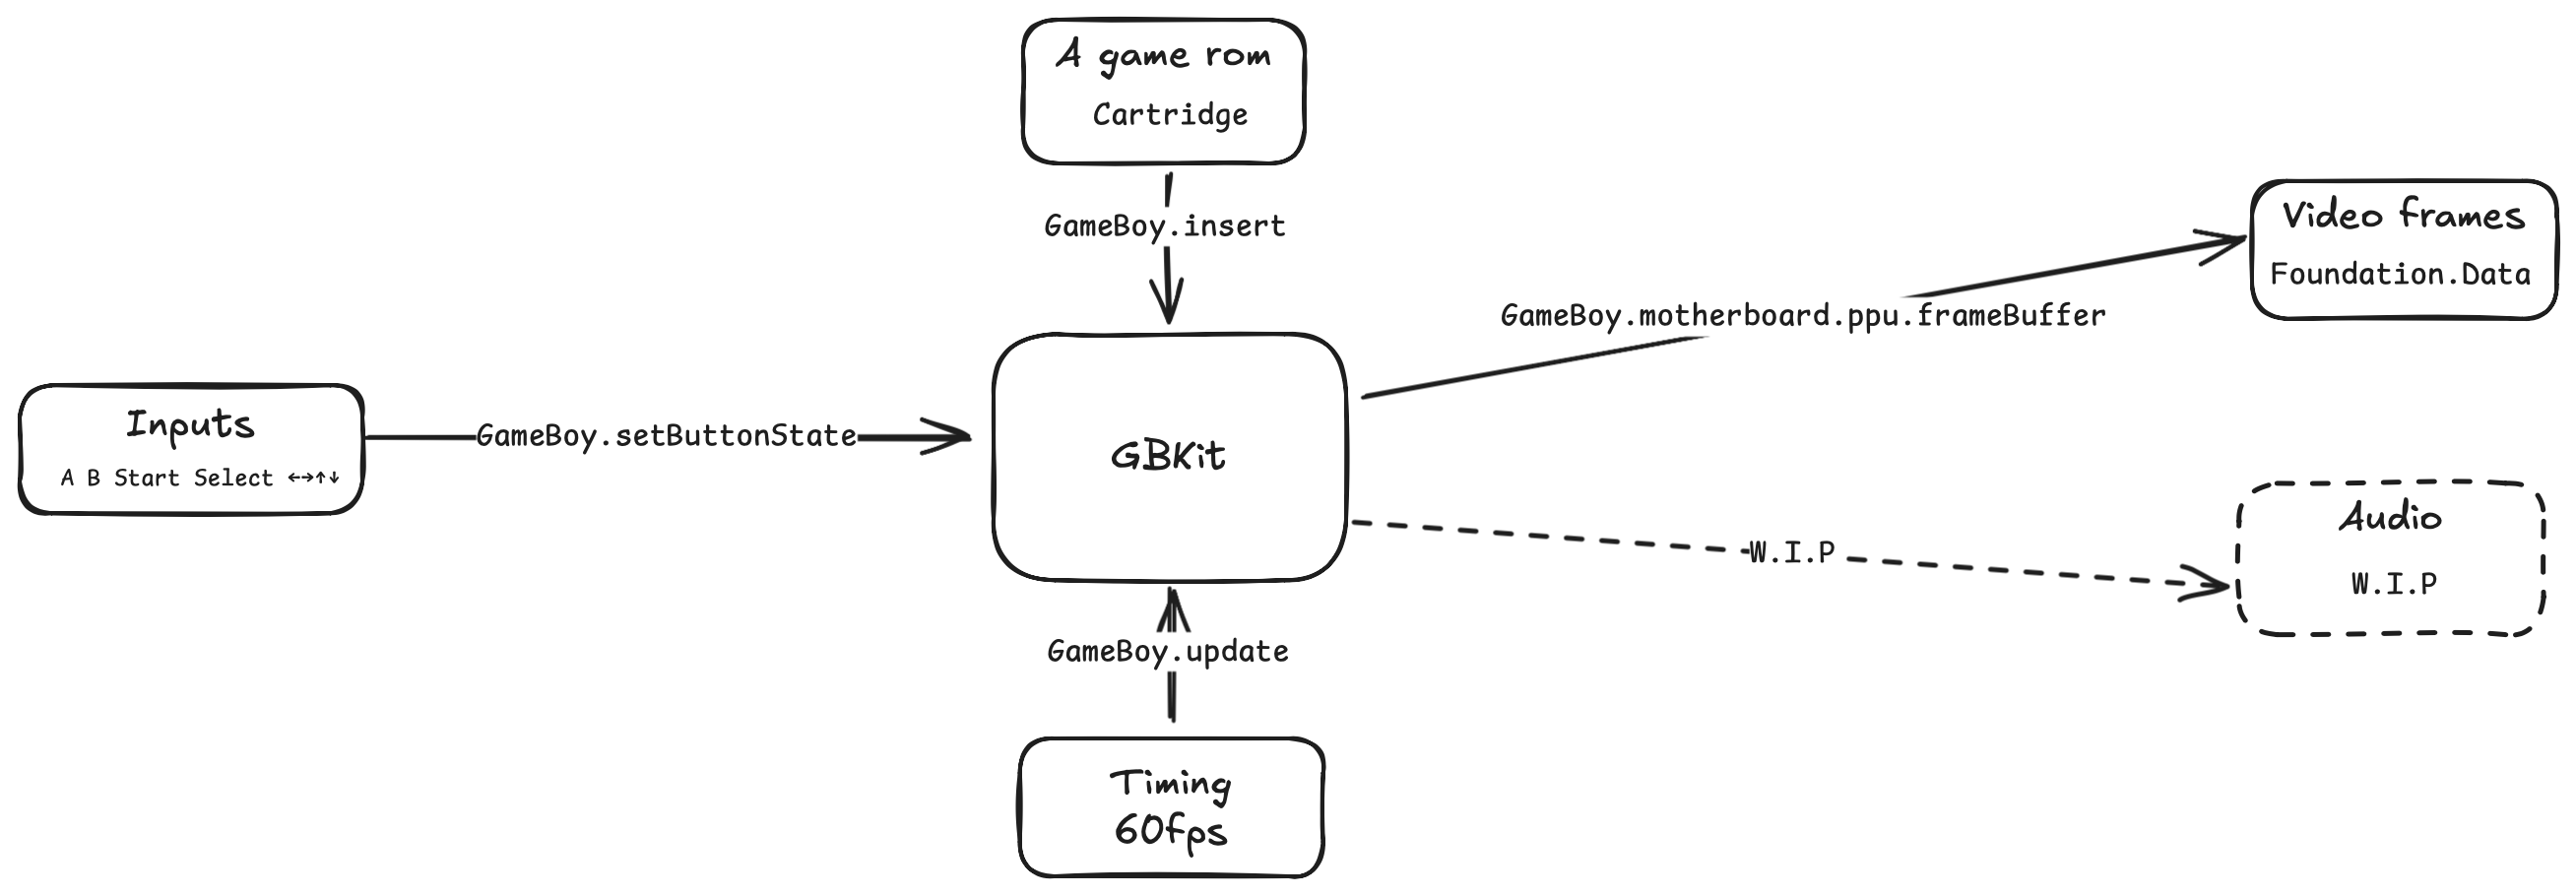 A game rom
Cartridge
GameBoy.insert
Video frames
Foundation.Data
GameBoy.motherboard.ppu.frameBuffer
Inputs
A B Start Select ←→↑↓
GameBoy.setButtonState
GBKit
Audio
W.I.P
W.I.P
GameBoy.update
Timing
60fps